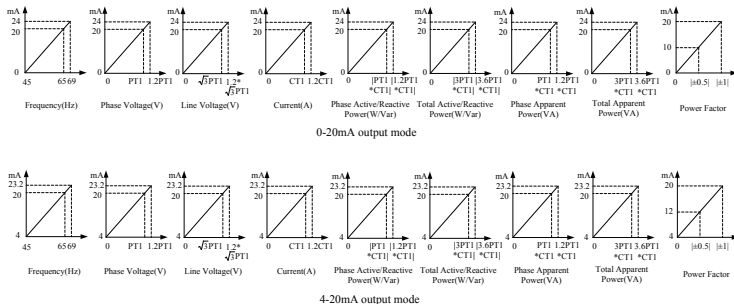 mA mA mA mA mA mA mA mA mA
24 24 24 24 24 24 24 24 20
20 20 20 20 20 20 20 20 10
0 0 0 0 0 0 0 0 0
45 6569 0 PT1 1.2PT1 0 √3PT1 1.2* 0 CT1 1.2CT1 0 |PT1 |1.2PT1 0 |3PT1 |3.6PT1 0 PT1 1.2PT1 0 3PT1 3.6PT1 0 |±0.5| |±1|
√3PT1 *CT1| *CT1| *CT1| *CT1| *CT1 *CT1 *CT1 *CT1
Frequency(Hz) Phase Voltage(V) Line Voltage(V) Current(A) Phase Active/Reactive Total Active/Reactive Phase Apparent Total Apparent Power Factor
Power(W/Var) Power(W/Var) Power(VA) Power(VA)
0-20mA output mode
mA mA mA mA mA mA mA mA mA
23.2 23.2 23.2 23.2 23.2 23.2 23.2 23.2 20
20 20 20 20 20 20 20 20 12
4 4 4 4 4 4 4 4 4
45 6569 0 PT1 1.2PT1 0 √3PT1 1.2* 0 CT1 1.2CT1 0 |PT1 |1.2PT1 0 |3PT1 |3.6PT1 0 PT1 1.2PT1 0 3PT1 3.6PT1 0 |±0.5| |±1|
√3PT1 *CT1| *CT1| *CT1| *CT1| *CT1 *CT1 *CT1 *CT1
Frequency(Hz) Phase Voltage(V) Line Voltage(V) Current(A) Phase Active/Reactive Total Active/Reactive Phase Apparent Total Apparent Power Factor
Power(W/Var) Power(W/Var) Power(VA) Power(VA)
4-20mA output mode